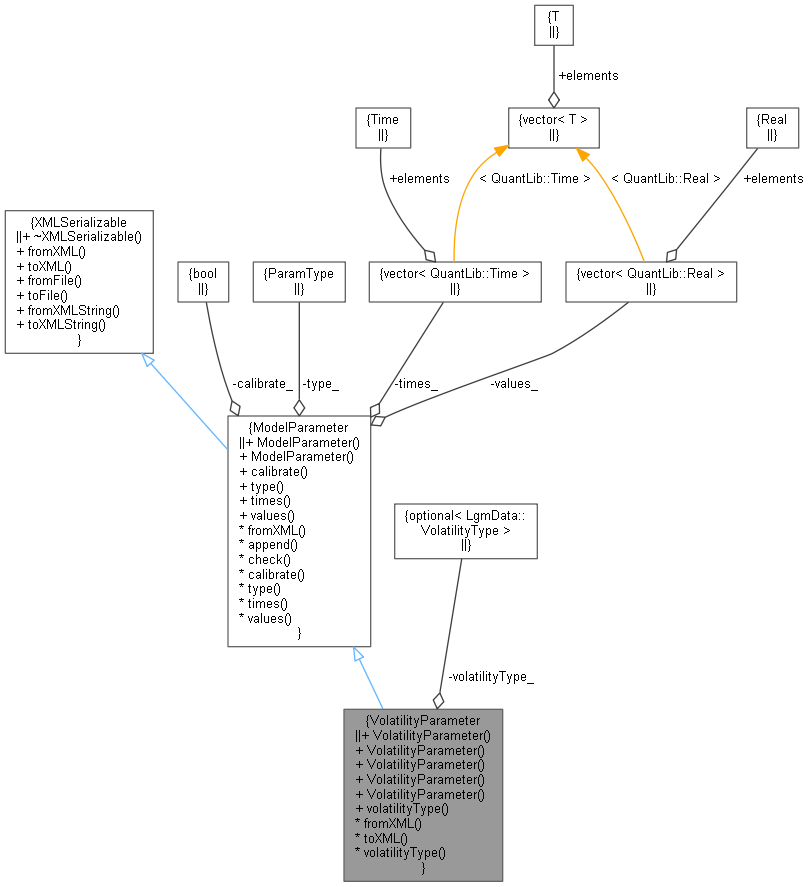 {T
||}
+elements
{Time
||}
{vector< T >
||}
{Real
||}
+elements
< QuantLib::Time >
< QuantLib::Real >
+elements
{XMLSerializable
||+ ~XMLSerializable()
+ fromXML()
+ toXML()
+ fromFile()
+ toFile()
+ fromXMLString()
+ toXMLString()
}
{bool
||}
{ParamType
||}
{vector< QuantLib::Time >
||}
{vector< QuantLib::Real >
||}
-calibrate_
-type_
-times_
-values_
{ModelParameter
||+ ModelParameter()
+ ModelParameter()
+ calibrate()
+ type()
+ times()
+ values()
* fromXML()
* append()
* check()
* calibrate()
* type()
* times()
* values()
}
{optional< LgmData::
VolatilityType >
||}
-volatilityType_
{VolatilityParameter
||+ VolatilityParameter()
+ VolatilityParameter()
+ VolatilityParameter()
+ VolatilityParameter()
+ VolatilityParameter()
+ volatilityType()
* fromXML()
* toXML()
* volatilityType()
}